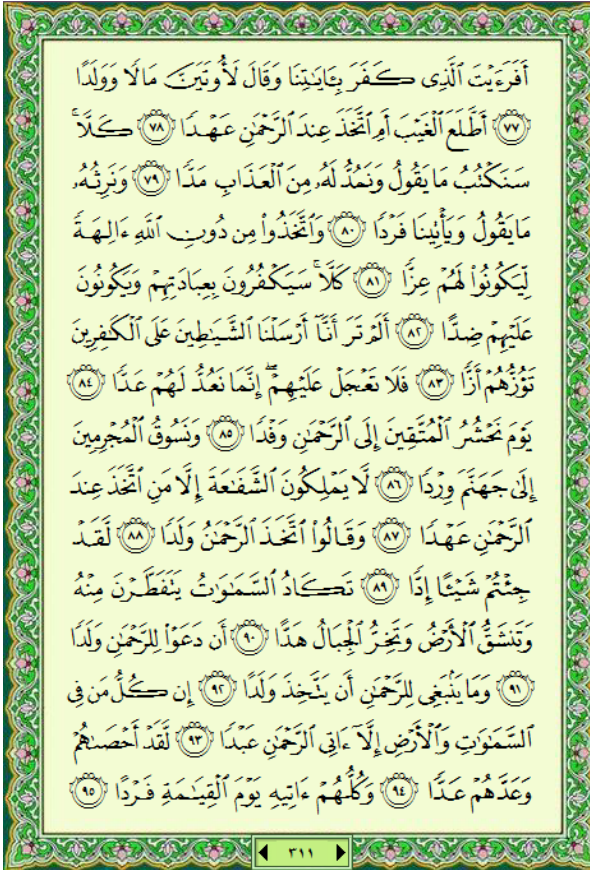 أَفَرَءَيۡتَ ٱلَّذِي كَفَرَ بِـَٔايَٰتِنَا وَقَالَ لَأُوتَيَنَّ مَالٗا وَوَلَدًا
٧٧ أَطَّلَعَ ٱلۡغَيۡبَ أَمِ ٱتَّخَذَ عِندَ ٱلرَّحۡمَٰنِ عَهۡدٗا ٧٨ كَلَّاۚ
سَنَكۡتُبُ مَا يَقُولُ وَنَمُدُّ لَهُۥ مِنَ ٱلۡعَذَابِ مَدّٗا ٧٩ وَنَرِثُهُۥ
مَا يَقُولُ وَيَأۡتِينَا فَرۡدٗا ٨٠ وَٱتَّخَذُواْ مِن دُونِ ٱللَّهِ ءَالِهَةٗ
لِّيَكُونُواْ لَهُمۡ عِزّٗا ٨١ كَلَّاۚ سَيَكۡفُرُونَ بِعِبَادَتِهِمۡ وَيَكُونُونَ
عَلَيۡهِمۡ ضِدًّا ٨٢ أَلَمۡ تَرَ أَنَّآ أَرۡسَلۡنَا ٱلشَّيَٰطِينَ عَلَى ٱلۡكَٰفِرِينَ
تَؤُزُّهُمۡ أَزّٗا ٨٣ فَلَا تَعۡجَلۡ عَلَيۡهِمۡۖ إِنَّمَا نَعُدُّ لَهُمۡ عَدّٗا ٨٤
يَوۡمَ نَحۡشُرُ ٱلۡمُتَّقِينَ إِلَى ٱلرَّحۡمَٰنِ وَفۡدٗا ٨٥ وَنَسُوقُ ٱلۡمُجۡرِمِينَ
إِلَىٰ جَهَنَّمَ وِرۡدٗا ٨٦ لَّا يَمۡلِكُونَ ٱلشَّفَٰعَةَ إِلَّا مَنِ ٱتَّخَذَ عِندَ
ٱلرَّحۡمَٰنِ عَهۡدٗا ٨٧ وَقَالُواْ ٱتَّخَذَ ٱلرَّحۡمَٰنُ وَلَدٗا ٨٨ لَّقَدۡ
جِئۡتُمۡ شَيۡـًٔا إِدّٗا ٨٩ تَكَادُ ٱلسَّمَٰوَٰتُ يَتَفَطَّرۡنَ مِنۡهُ
وَتَنشَقُّ ٱلۡأَرۡضُ وَتَخِرُّ ٱلۡجِبَالُ هَدًّا ٩٠ أَن دَعَوۡاْ لِلرَّحۡمَٰنِ وَلَدٗا
٩١ وَمَا يَنۢبَغِي لِلرَّحۡمَٰنِ أَن يَتَّخِذَ وَلَدًا ٩٢ إِن كُلُّ مَن فِي
ٱلسَّمَٰوَٰتِ وَٱلۡأَرۡضِ إِلَّآ ءَاتِي ٱلرَّحۡمَٰنِ عَبۡدٗا ٩٣ لَّقَدۡ أَحۡصَىٰهُمۡ
وَعَدَّهُمۡ عَدّٗا ٩٤ وَكُلُّهُمۡ ءَاتِيهِ يَوۡمَ ٱلۡقِيَٰمَةِ فَرۡدًا ٩٥
٣١١